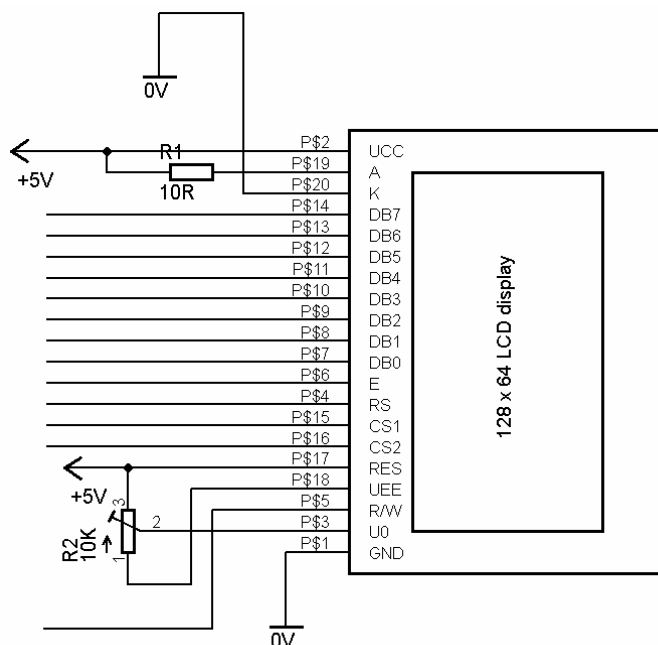 0V
P$2
UCC
R1
P$19
A
+5V
10R
P$20
K
P$14
DB7
P$13
DB6
P$12
DB5
P$11
DB4
P$10
DB3
P$9
DB2
P$8
DB1
P$7
DB0
P$6
E
P$4
RS
P$15
CS1
P$16
CS2
P$17
RES
P$18
UEE
+5V
P$5
R/W
3
2
P$3
U0
R2
10K
1
P$1
GND
0V
128 x 64 LCD display